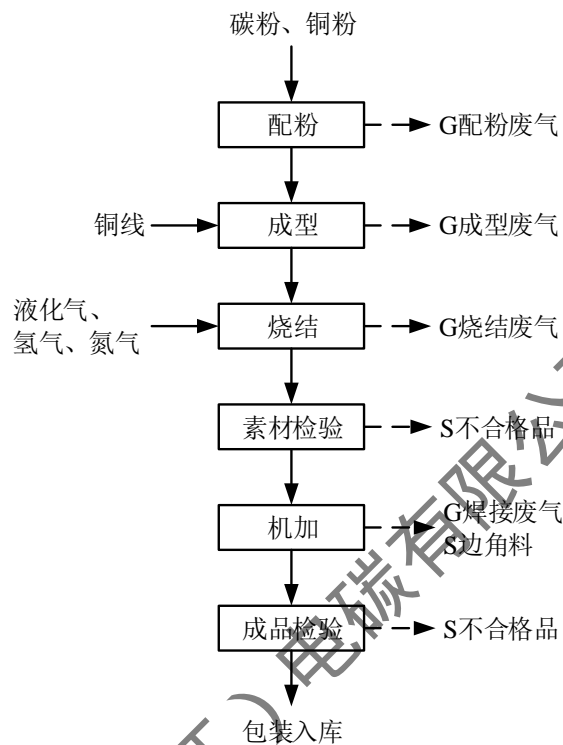 碳粉、铜粉
配粉
G配粉废气
铜线
成型
G成型废气
液化气、
氢气、氮气
烧结
G烧结废气
素材检验
S不合格品
机加
G焊接废气
S边角料
成品检验
S不合格品
包装入库
）电碳有限公